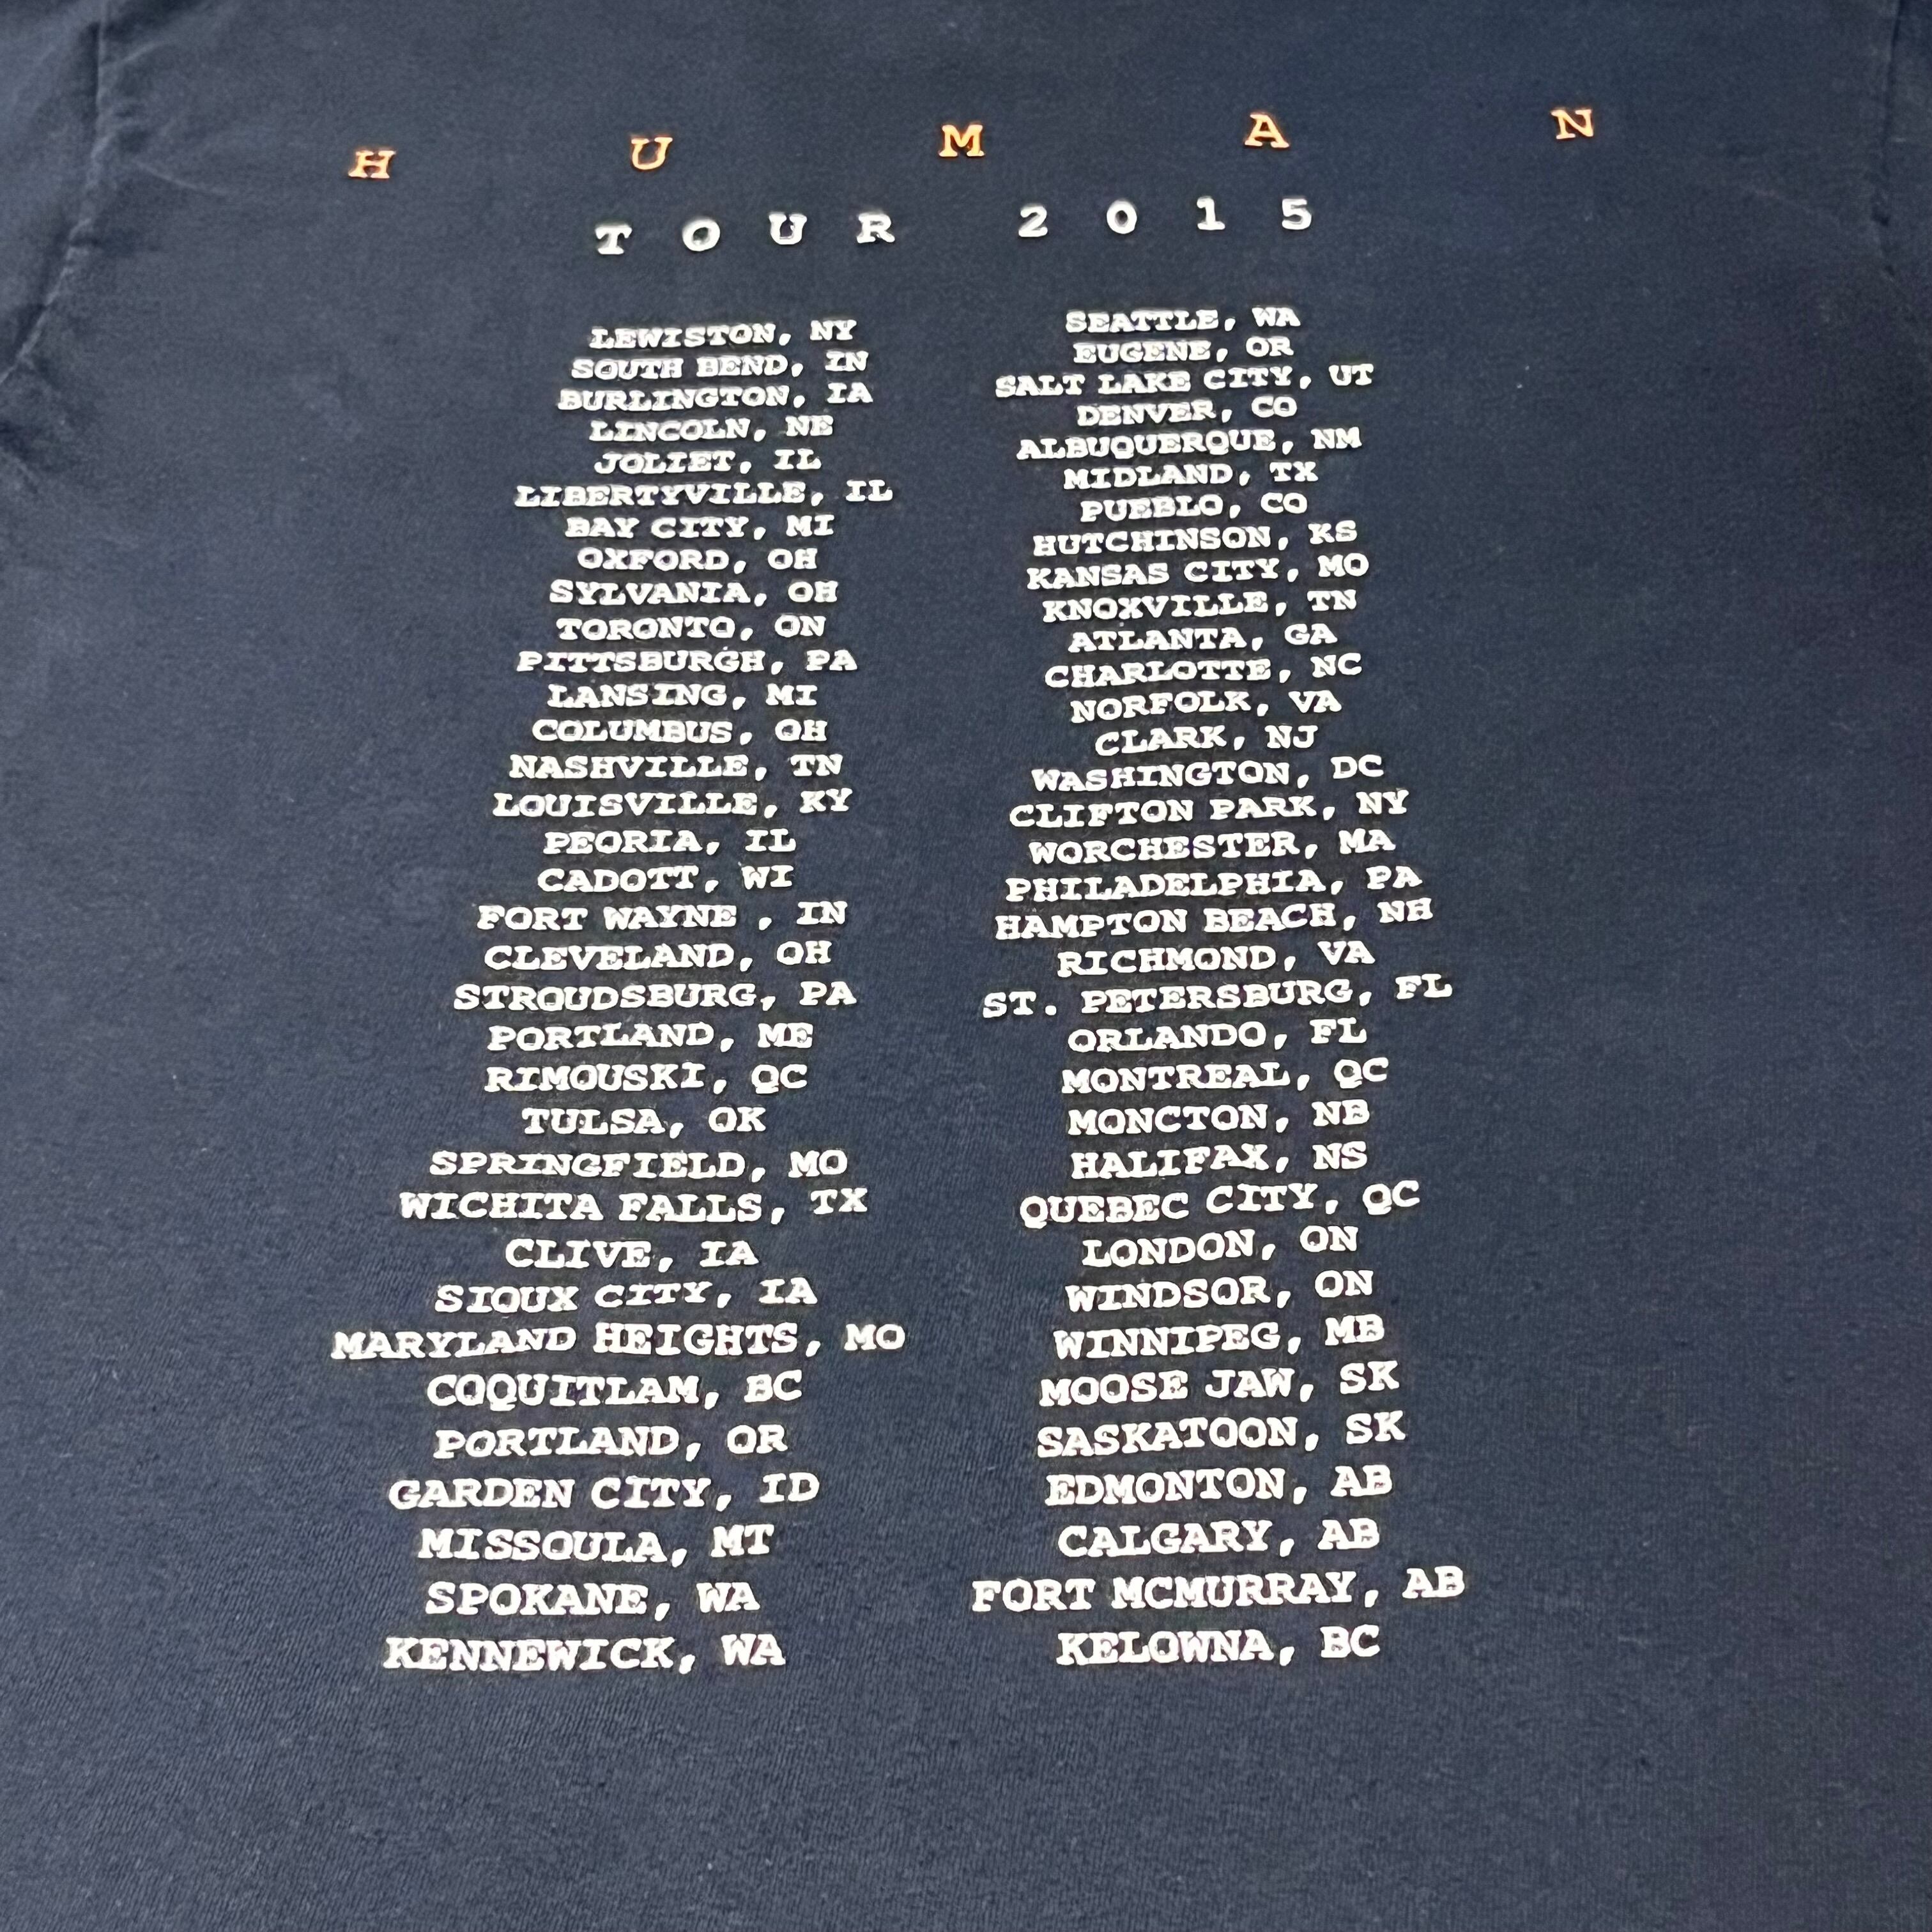 H U M A N
TOUR 2015
LEWISTON, NY
SOUTH BEND, IN
BURLINGTON, IA
LINCOLN, NE
JOLIET, IL
LIBERTYVILLE, IL
BAY CITY, MI
OXFORD, OH
SYLVANIA, OH
TORONTO, ON
PITTSBURGH, PA
LANSING, MI
COLUMBUS, OH
NASHVILLE, TN
LOUISVILLE, KY
PEORIA, IL
CADOTT, WI
FORT WAYNE , IN
CLEVELAND, OH
STROUDSBURG, PA
PORTLAND, ME
RIMOUSKI, QC
TULSA, OK
SPRINGFIELD, MO
WICHITA FALLS, TX
CLIVE, IA
SIOUX CITY, IA
MARYLAND HEIGHTS, MO
COQUITLAM, BC
PORTLAND, OR
GARDEN CITY, ID
MISSOULA, MT
SPOKANE, WA
KENNEWICK, WA
SEATTLE, WA
EUGENE, OR
SALT LAKE CITY, UT
DENVER, CO
ALBUQUERQUE, NM
MIDLAND, TX
PUEBLO, CO
HUTCHINSON, KS
KANSAS CITY, MO
KNOXVILLE, TN
ATLANTA, GA
CHARLOTTE, NC
NORFOLK, VA
CLARK, NJ
WASHINGTON, DC
CLIFTON PARK, NY
WORCHESTER, MA
PHILADELPHIA, PA
HAMPTON BEACH, NH
RICHMOND, VA
ST. PETERSBURG, FL
ORLANDO, FL
MONTREAL, QC
MONCTON, NB
HALIFAX, NS
QUEBEC CITY, QC
LONDON, ON
WINDSOR, ON
WINNIPEG, MB
MOOSE JAW, SK
SASKATOON, SK
EDMONTON, AB
CALGARY, AB
FORT MCMURRAY, AB
KELOWNA, BC